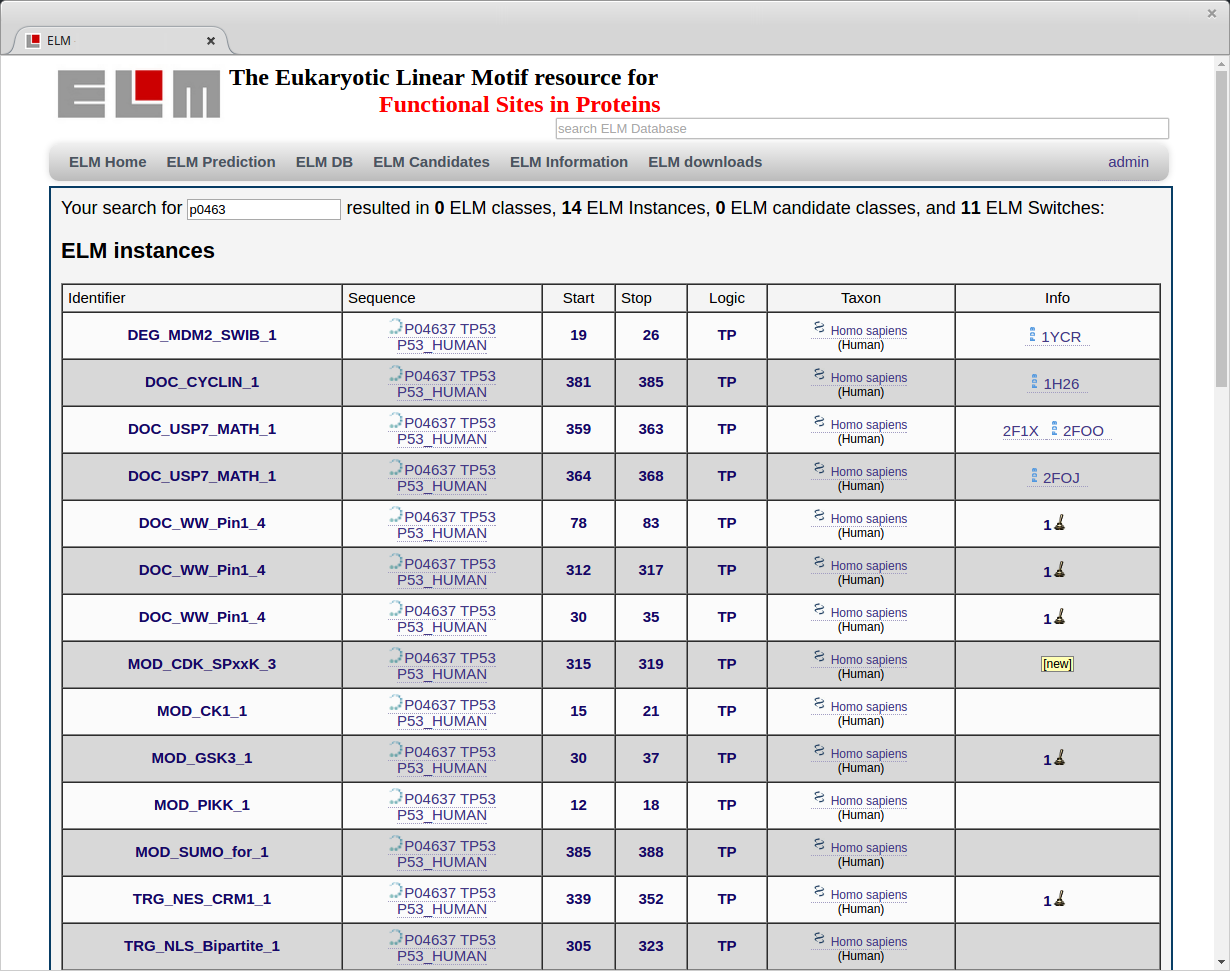 ELM
ELM
The Eukaryotic Linear Motif resource for
Functional Sites in Proteins
search ELM Database
ELM Home ELM Prediction ELM DB ELM Candidates ELM Information ELM downloads admin
Your search for p0463 resulted in 0 ELM classes, 14 ELM Instances, 0 ELM candidate classes, and 11 ELM Switches:
ELM instances
Identifier Sequence Start Stop Logic Taxon Info
DEG_MDM2_SWIB_1 P04637 TP53 19 26 TP Homo sapiens 1YCR
P53_HUMAN (Human)
DOC_CYCLIN_1 P04637 TP53 381 385 TP Homo sapiens 1H26
P53_HUMAN (Human)
DOC_USP7_MATH_1 P04637 TP53 359 363 TP Homo sapiens 2F1X 2FOO
P53_HUMAN (Human)
DOC_USP7_MATH_1 P04637 TP53 364 368 TP Homo sapiens 2FOJ
P53_HUMAN (Human)
DOC_WW_Pin1_4 P04637 TP53 78 83 TP Homo sapiens 1
P53_HUMAN (Human)
DOC_WW_Pin1_4 P04637 TP53 312 317 TP Homo sapiens 1
P53_HUMAN (Human)
DOC_WW_Pin1_4 P04637 TP53 30 35 TP Homo sapiens 1
P53_HUMAN (Human)
MOD_CDK_SPxxK_3 P04637 TP53 315 319 TP Homo sapiens [new]
P53_HUMAN (Human)
MOD_CK1_1 P04637 TP53 15 21 TP Homo sapiens
P53_HUMAN (Human)
MOD_GSK3_1 P04637 TP53 30 37 TP Homo sapiens 1
P53_HUMAN (Human)
MOD_PIKK_1 P04637 TP53 12 18 TP Homo sapiens
P53_HUMAN (Human)
MOD_SUMO_for_1 P04637 TP53 385 388 TP Homo sapiens
P53_HUMAN (Human)
TRG_NES_CRM1_1 P04637 TP53 339 352 TP Homo sapiens 1
P53_HUMAN (Human)
TRG_NLS_Bipartite_1 P04637 TP53 305 323 TP Homo sapiens
P53_HUMAN (Human)